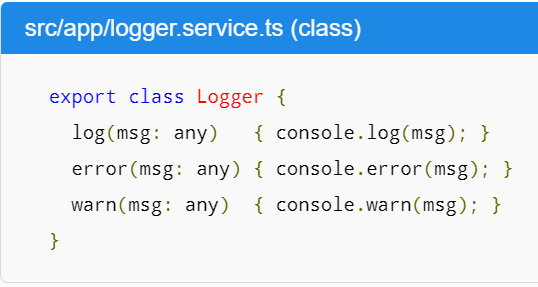 src/app/logger.service.ts (class)
export class Logger {
  log(msg: any)   { console.log(msg); }
  error(msg: any) { console.error(msg); }
  warn(msg: any)  { console.warn(msg); }
}